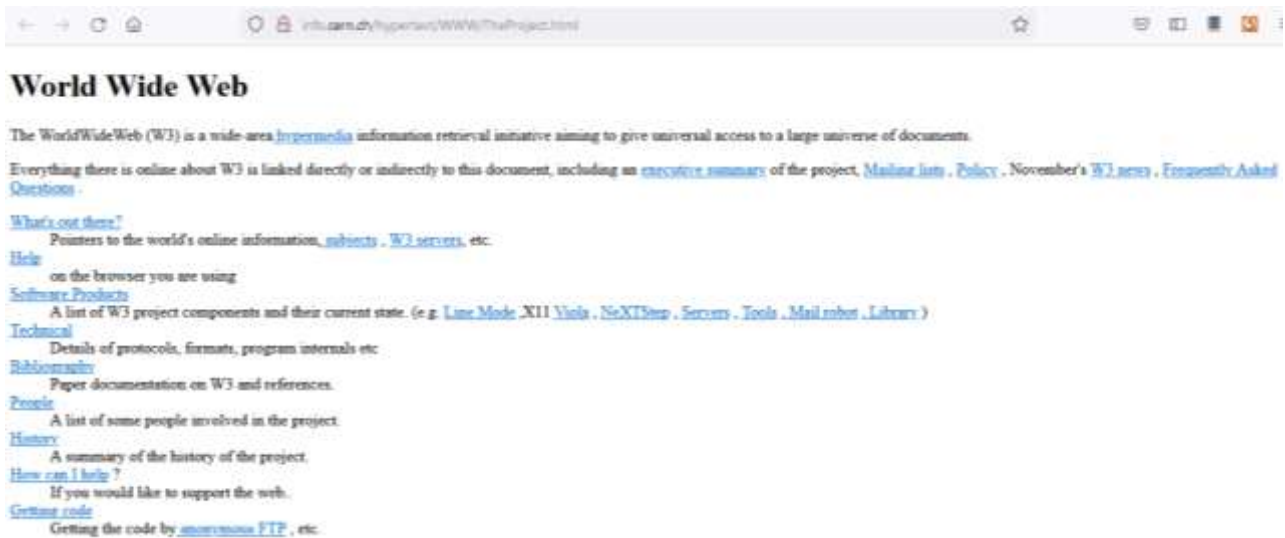 info.cern.ch/hypertext/WWW/TheProject.html
World Wide Web
The WorldWideWeb (W3) is a wide-area hypermedia information retrieval initiative aiming to give universal access to a large universe of documents.
Everything there is online about W3 is linked directly or indirectly to this document, including an executive summary of the project, Mailing lists , Policy , November's W3 news , Frequently Asked
Questions .
What's out there?
Pointers to the world's online information, subjects , W3 servers, etc.
Help
on the browser you are using
Software Products
A list of W3 project components and their current state. (e.g. Line Mode ,X11 Viola , NeXTStep , Servers , Tools , Mail robot , Library )
Technical
Details of protocols, formats, program internals etc
Bibliography
Paper documentation on W3 and references.
People
A list of some people involved in the project.
History
A summary of the history of the project.
How can I help ?
If you would like to support the web..
Getting code
Getting the code by anonymous FTP , etc.